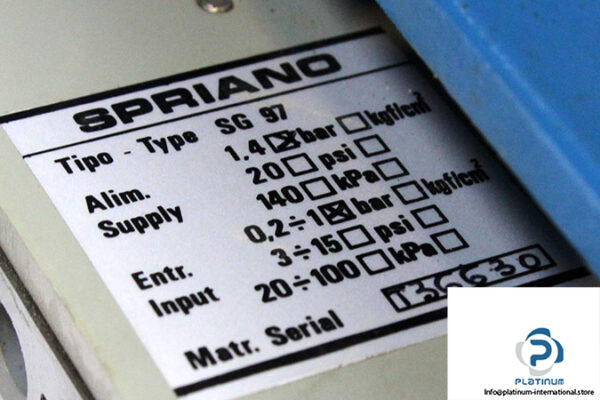 SPRIANO
Tipo - Type SG 97
Alim. Supply 1,4 ☒ bar ☐ kgf/cm²
20 ☐ psi ☐
140 ☐ kPa ☐
Entr. Input 0,2÷1 ☒ bar ☐ kgf/cm²
3÷15 ☐ psi ☐
20÷100 ☐ kPa ☐
Matr. Serial T3G630
PLATINUM
Info@platinum-international.store